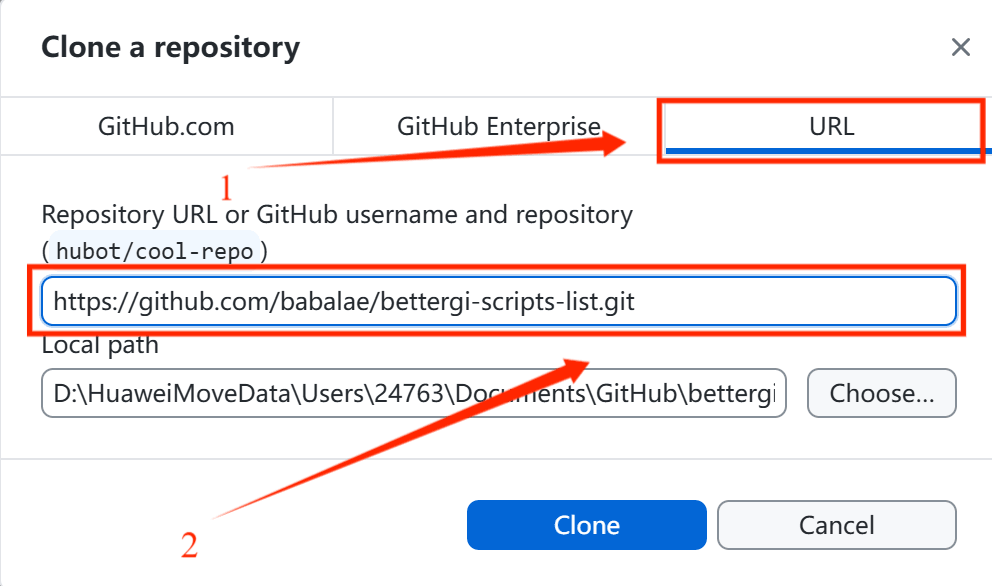 Clone a repository
GitHub.com
GitHub Enterprise
URL
1
Repository URL or GitHub username and repository
(hubot/cool-repo)
https://github.com/babalae/bettergi-scripts-list.git
Local path
D:\HuaweiMoveData\Users\24763\Documents\GitHub\bettergi
Choose...
2
Clone
Cancel